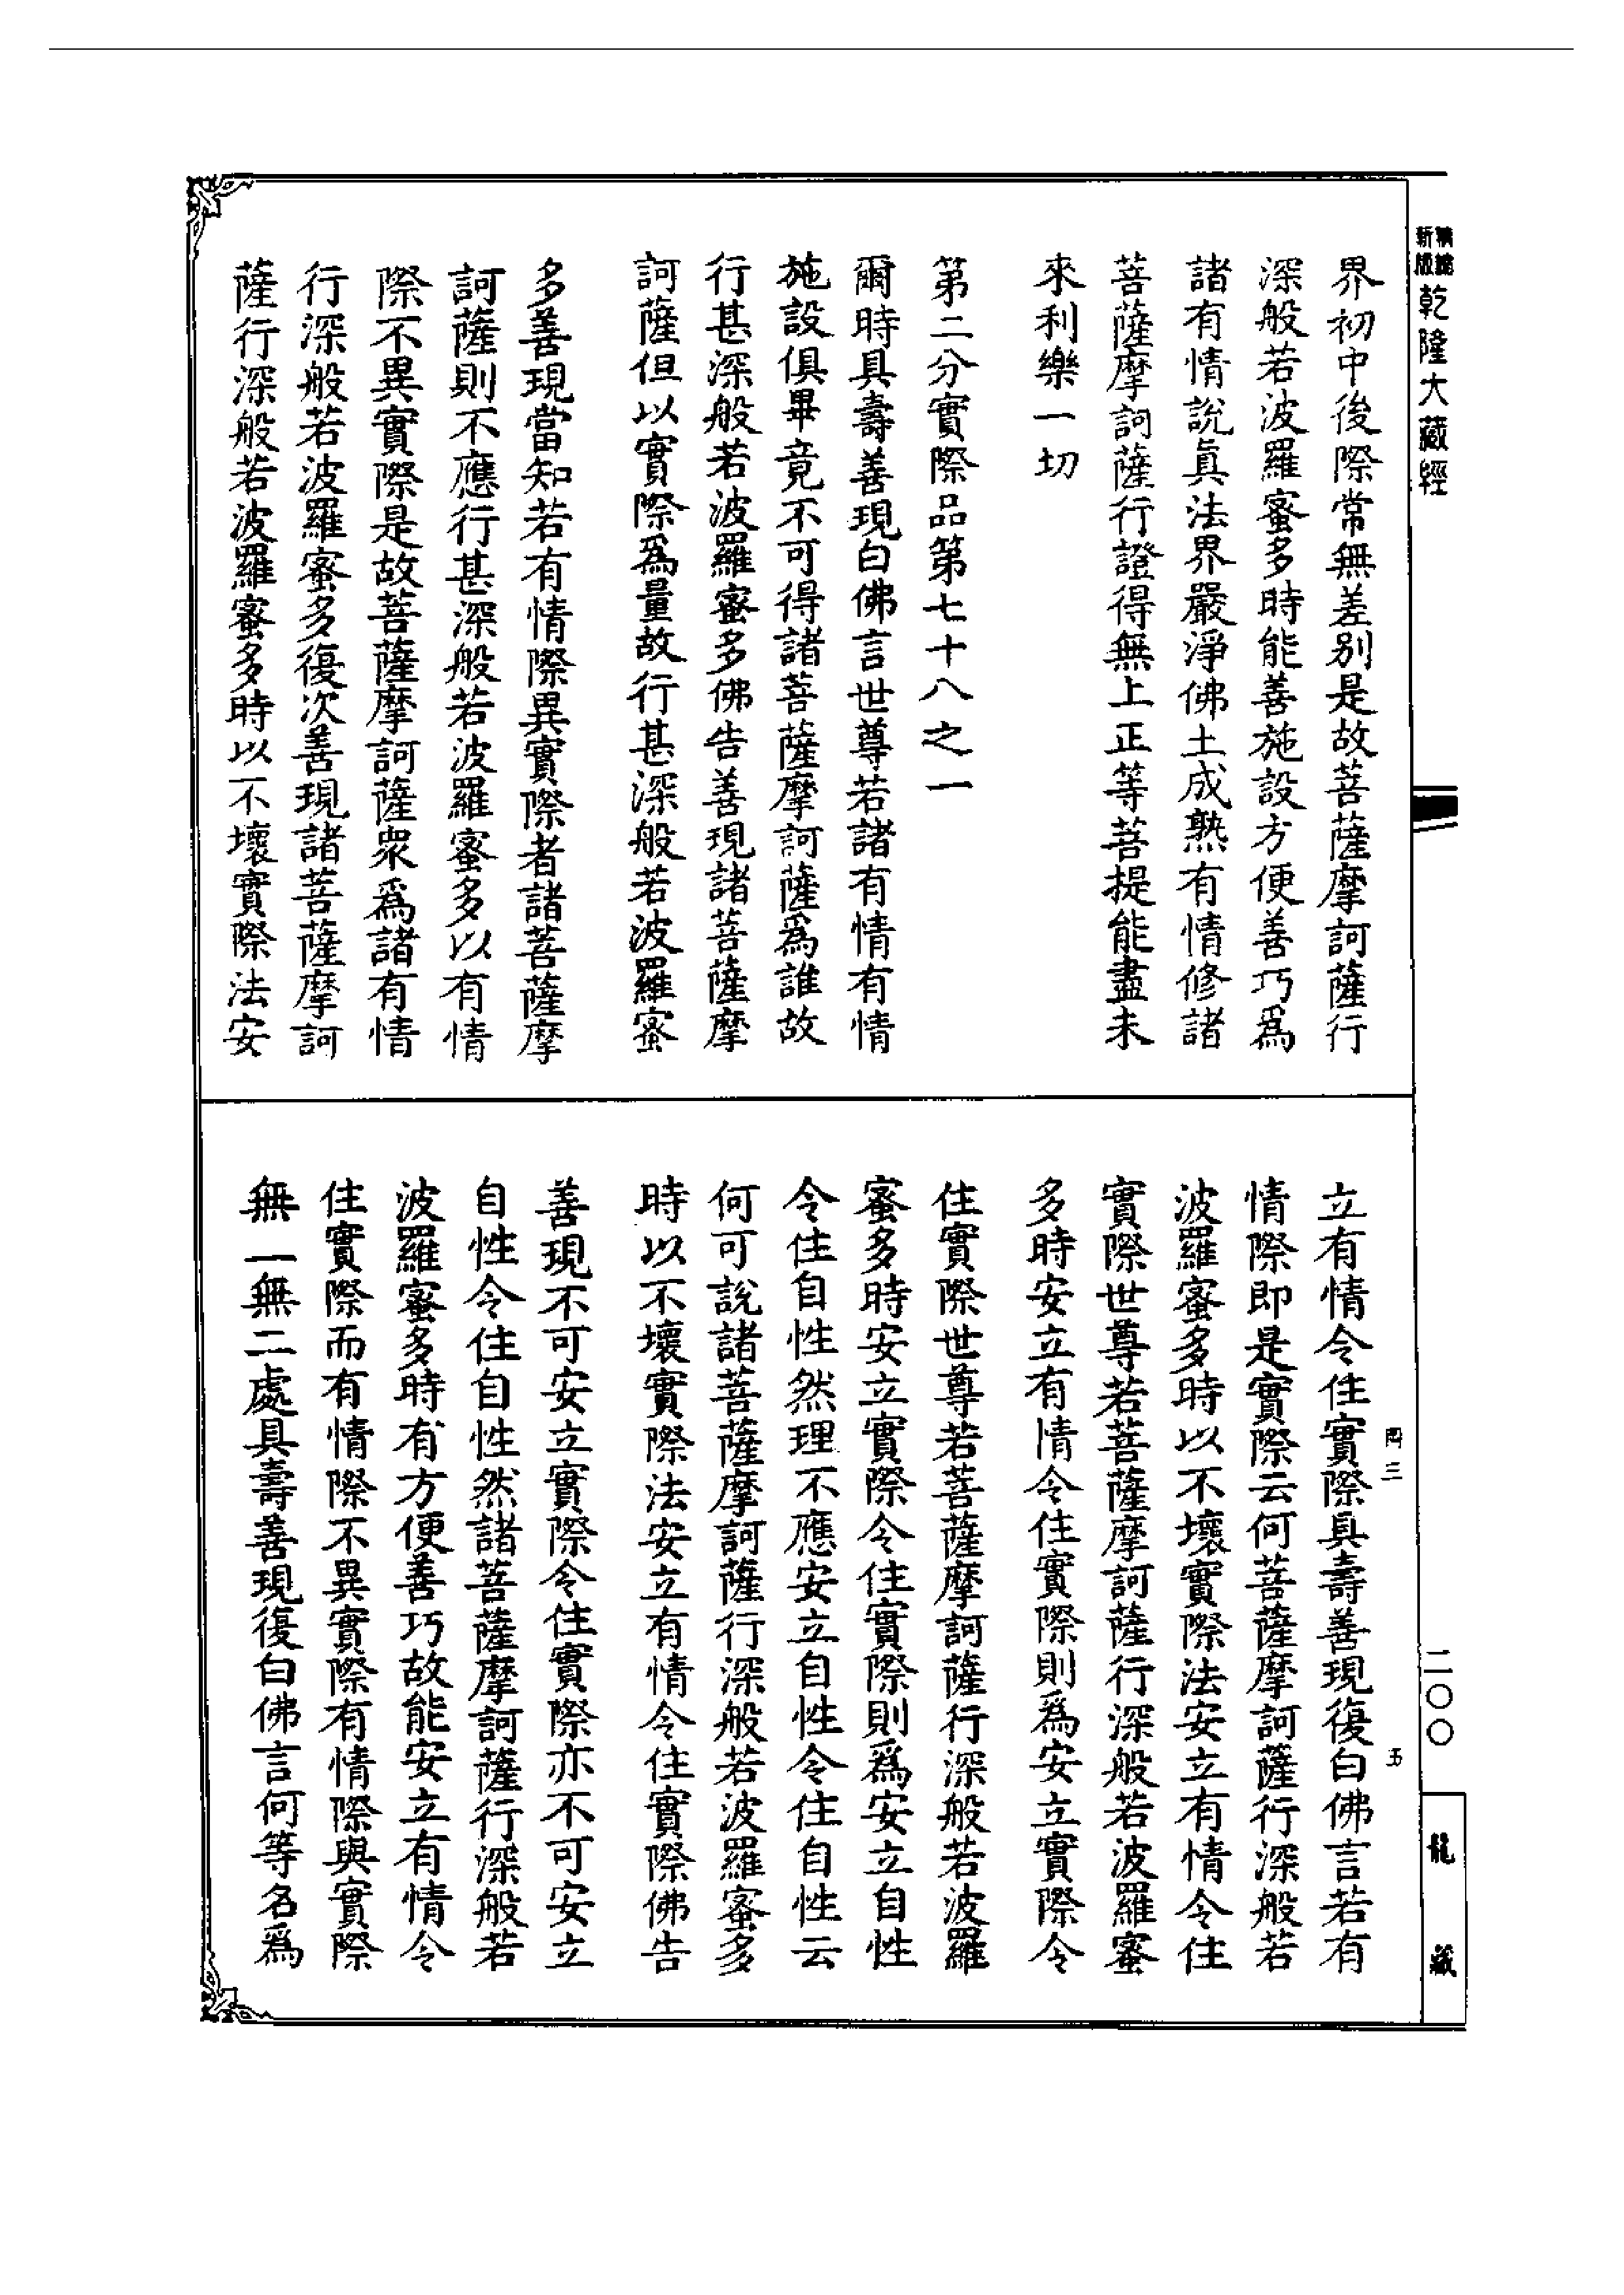 新版
精縮
乾隆大藏經
界初中後際常無差別是故菩薩摩訶薩行
深般若波羅蜜多時能善施設方便善巧爲
諸有情說眞法界嚴淨佛土成熟有情修諸
菩薩摩訶薩行證得無上正等菩提能盡未
來利樂一切
第二分實際品第七十八之一
爾時具壽善現白佛言世尊若諸有情有情
施設俱畢竟不可得諸菩薩摩訶薩爲誰故
行甚深般若波羅蜜多佛告善現諸菩薩摩
訶薩但以實際爲量故行甚深般若波羅蜜
多善現當知若有情際異實際者諸菩薩摩
訶薩則不應行甚深般若波羅蜜多以有情
際不異實際是故菩薩摩訶薩衆爲諸有情
行深般若波羅蜜多復次善現諸菩薩摩訶
薩行深般若波羅蜜多時以不壞實際法安
立有情令住實際具壽善現復白佛言若有
情際即是實際云何菩薩摩訶薩行深般若
波羅蜜多時以不壞實際法安立有情令住
實際世尊若菩薩摩訶薩行深般若波羅蜜
多時安立有情令住實際則爲安立實際令
住實際世尊若菩薩摩訶薩行深般若波羅
蜜多時安立實際令住實際則爲安立自性
令住自性然理不應安立自性令住自性云
何可說諸菩薩摩訶薩行深般若波羅蜜多
時以不壞實際法安立有情令住實際佛告
善現不可安立實際令住實際亦不可安立
自性令住自性然諸菩薩摩訶薩行深般若
波羅蜜多時有方便善巧故能安立有情令
住實際而有情際不異實際有情際與實際
無一無二處具壽善現復白佛言何等名爲
三
五
二〇〇
龍藏